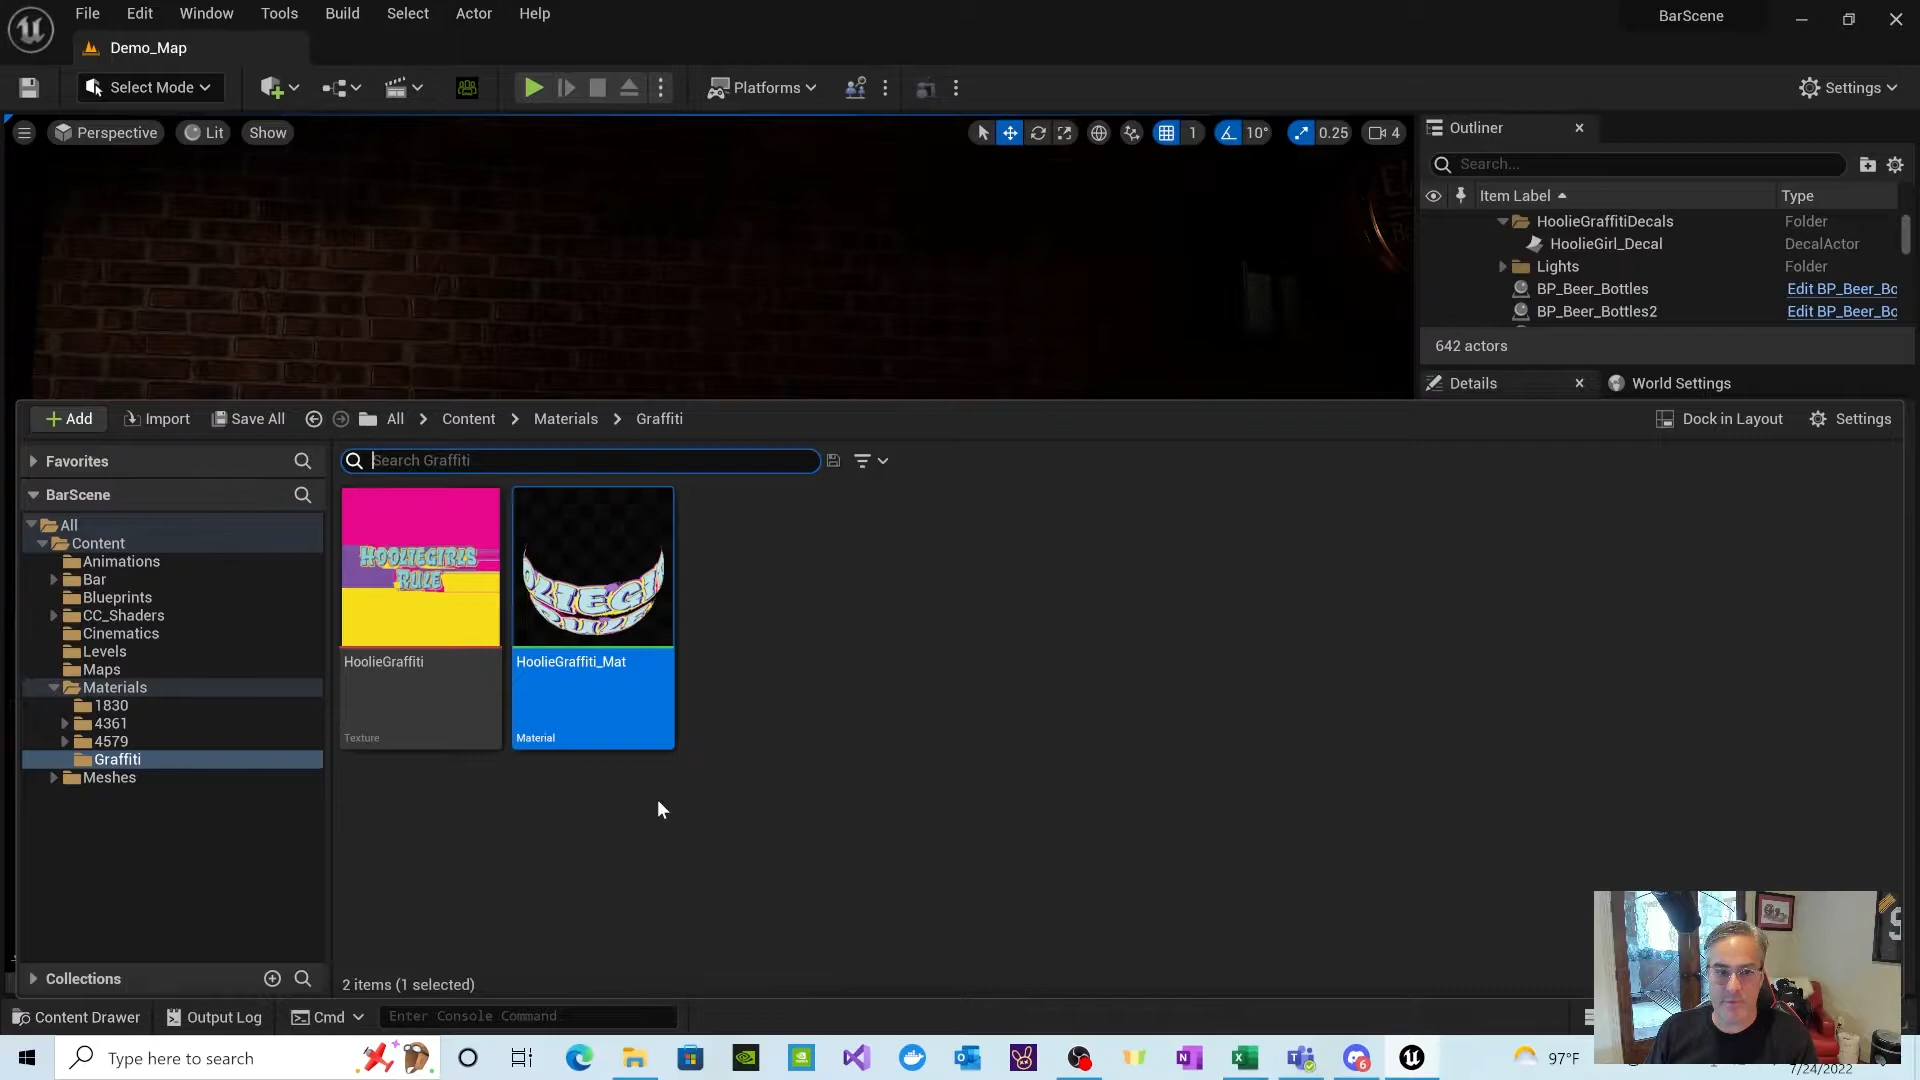 File Edit Window Tools Build Select Actor Help
BarScene
Demo_Map
Select Mode
Platforms
Settings
Perspective
Lit
Show
1
10°
0.25
4
Outliner
Search...
Item Label
Type
HoolieGraffitiDecals Folder
HoolieGirl_Decal DecalActor
Lights Folder
BP_Beer_Bottles Edit BP_Beer_Bo
BP_Beer_Bottles2 Edit BP_Beer_Bo
642 actors
Details
World Settings
Add
Import
Save All
All
Content
Materials
Graffiti
Dock in Layout
Settings
Favorites
Search Graffiti
BarScene
All
Content
Animations
Bar
Blueprints
CC_Shaders
Cinematics
Levels
Maps
Materials
1830
4361
4579
Graffiti
Meshes
HOOLIEGIRLS
RULE
HoolieGraffiti
Texture
OLIEGI
RULE
HoolieGraffiti_Mat
Material
Collections
2 items (1 selected)
Content Drawer
Output Log
Cmd
Enter Console Command
Type here to search
6
97°F
7/24/2022